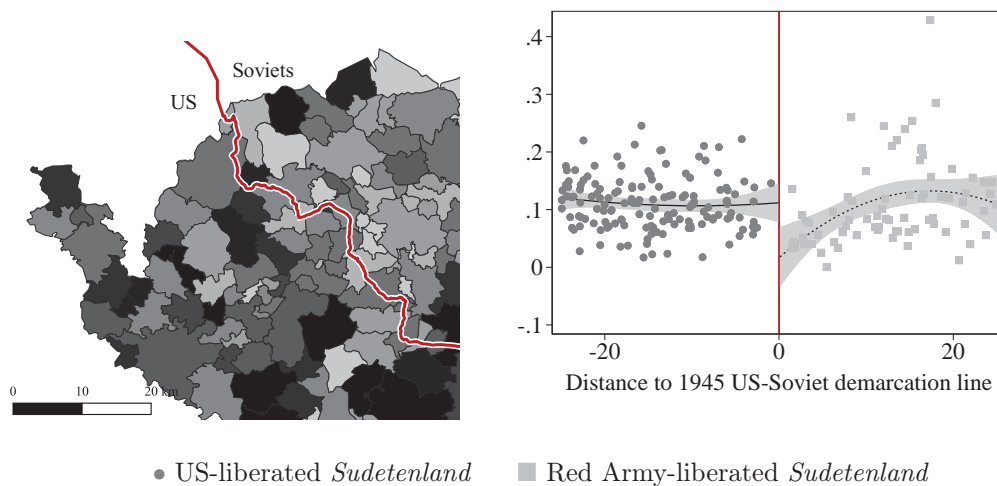 Soviets
US
0 10 20 km
.4
.3
.2
.1
0
-.1
-20 0 20
Distance to 1945 US-Soviet demarcation line
US-liberated Sudetenland Red Army-liberated Sudetenland